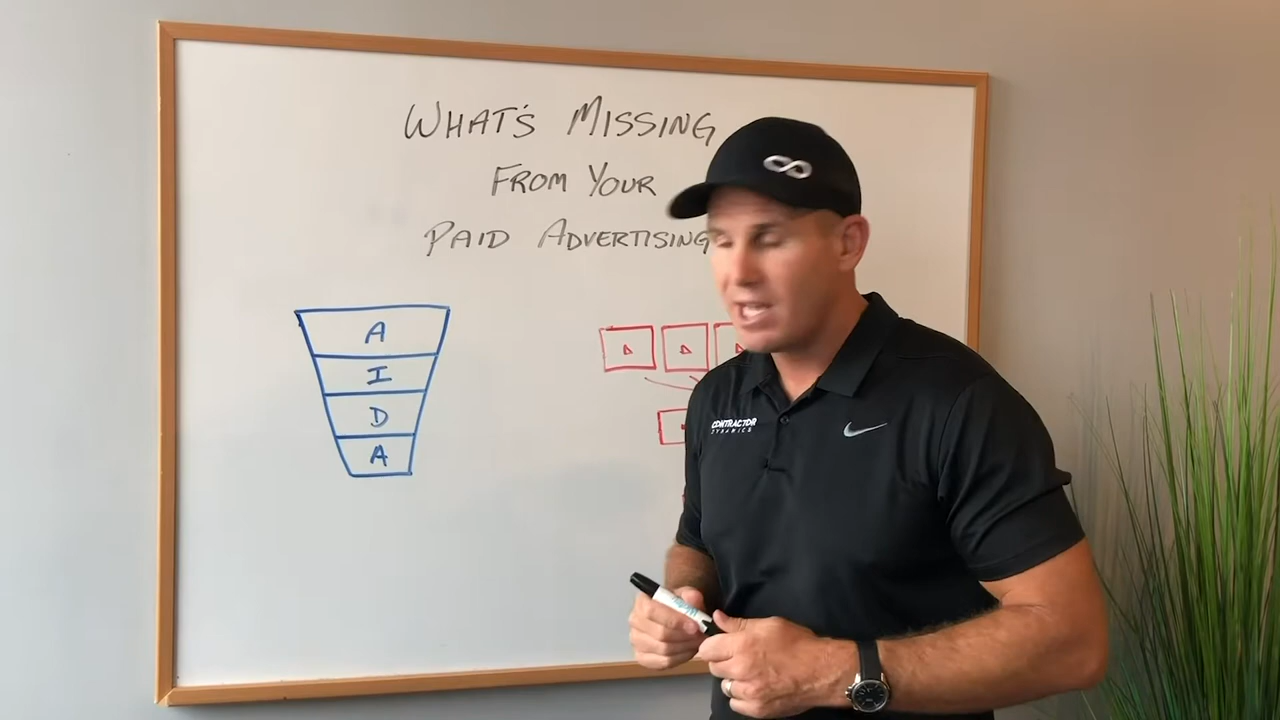 WHAT'S MISSING
FROM YOUR
PAID ADVERTISING
A
I
D
A
CONTRACTOR
DYNAMICS